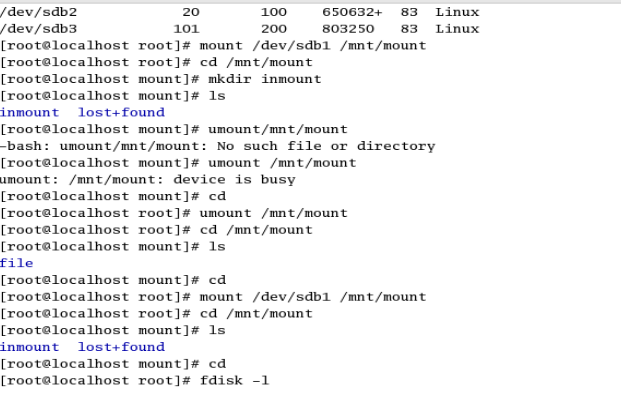 /dev/sdb2 20 100 650632+ 83 Linux
/dev/sdb3 101 200 803250 83 Linux
[root@localhost root]# mount /dev/sdb1 /mnt/mount
[root@localhost root]# cd /mnt/mount
[root@localhost mount]# mkdir inmount
[root@localhost mount]# ls
inmount lost+found
[root@localhost mount]# umount/mnt/mount
-bash: umount/mnt/mount: No such file or directory
[root@localhost mount]# umount /mnt/mount
umount: /mnt/mount: device is busy
[root@localhost mount]# cd
[root@localhost root]# umount /mnt/mount
[root@localhost root]# cd /mnt/mount
[root@localhost mount]# ls
file
[root@localhost mount]# cd
[root@localhost root]# mount /dev/sdb1 /mnt/mount
[root@localhost root]# cd /mnt/mount
[root@localhost mount]# ls
inmount lost+found
[root@localhost mount]# cd
[root@localhost root]# fdisk -l